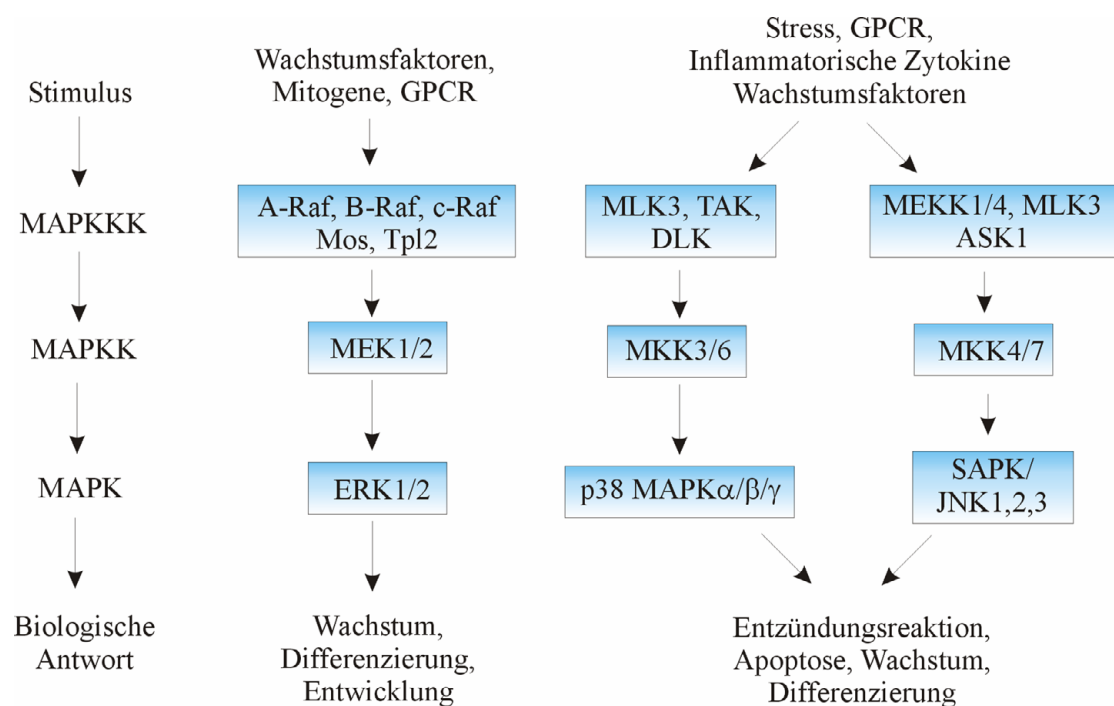 Stimulus
MAPKKK
MAPKK
MAPK
Biologische
Antwort
Wachstumsfaktoren,
Mitogene, GPCR
A-Raf, B-Raf, c-Raf
Mos, Tpl2
MEK1/2
ERK1/2
Wachstum,
Differenzierung,
Entwicklung
Stress, GPCR,
Inflammatorische Zytokine
Wachstumsfaktoren
MLK3, TAK,
DLK
MKK3/6
p38 MAPKα/β/γ
MEKK1/4, MLK3
ASK1
MKK4/7
SAPK/
JNK1,2,3
Entzündungsreaktion,
Apoptose, Wachstum,
Differenzierung